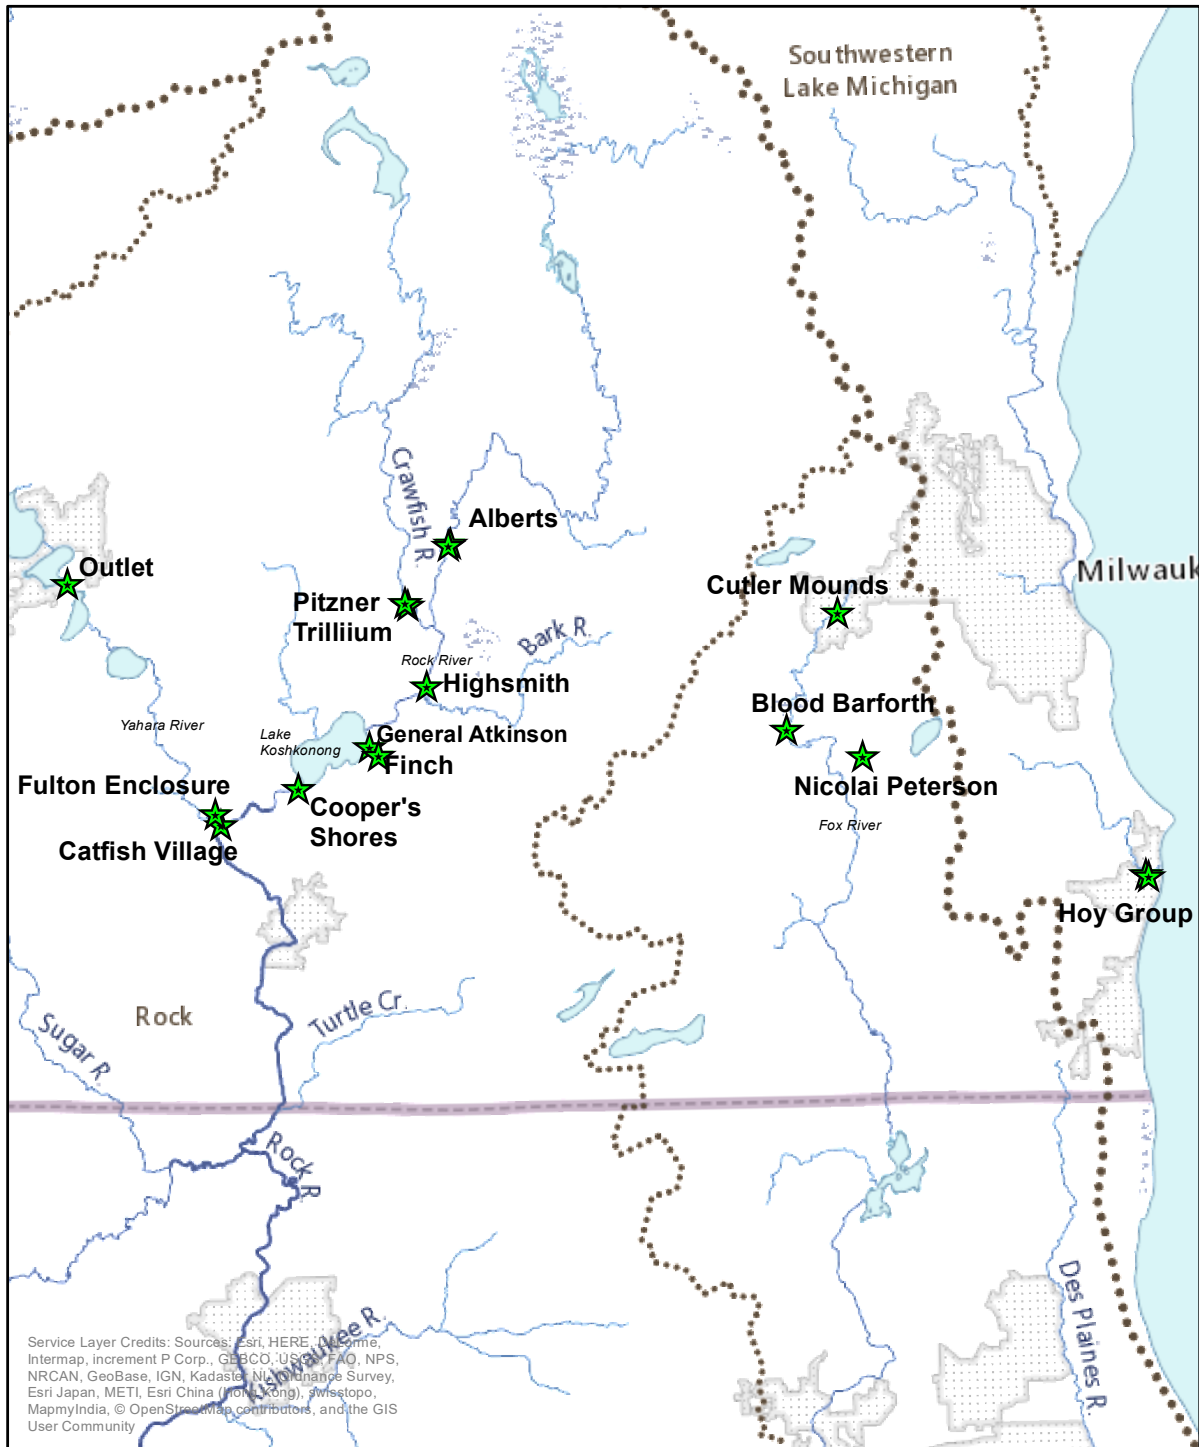 Southwestern
Lake Michigan
Crawfish R.
Alberts
Outlet
Milwauk
Cutler Mounds
Pitzner
Trilliium
Bark R.
Rock River
Highsmith
Blood Barforth
Yahara River
Lake
Koshkonong
General Atkinson
Finch
Fulton Enclosure
Nicolai Peterson
Cooper's
Shores
Fox River
Catfish Village
Hoy Group
Rock
Turtle Cr.
Sugar R.
Rock R.
Des Plaines R
Kishwaukee R.
Service Layer Credits: Sources: Esri, HERE, DeLorme,
Intermap, increment P Corp., GEBCO, USGS, FAO, NPS,
NRCAN, GeoBase, IGN, Kadaster NL, Ordnance Survey,
Esri Japan, METI, Esri China (Hong Kong), swisstopo,
MapmyIndia, © OpenStreetMap contributors, and the GIS
User Community